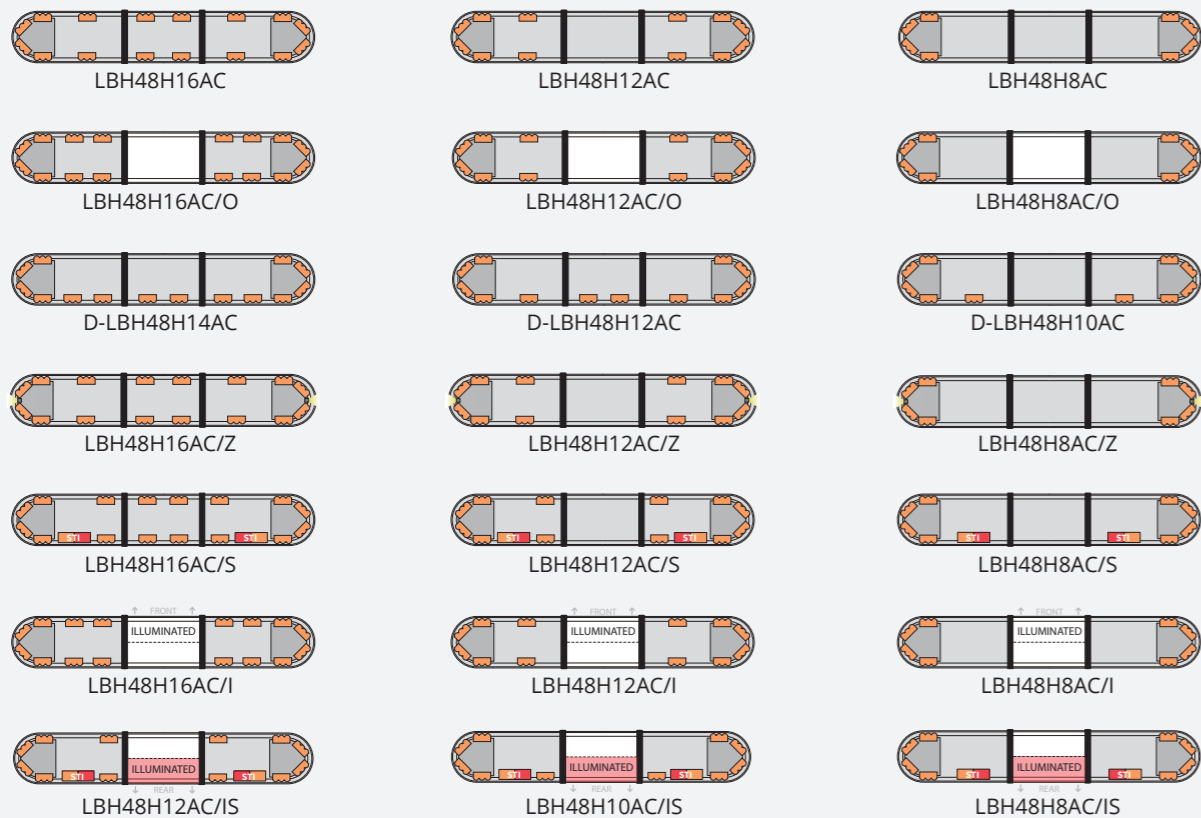 LBH48H16AC LBH48H12AC LBH48H8AC
LBH48H16AC/O LBH48H12AC/O LBH48H8AC/O
D-LBH48H14AC D-LBH48H12AC D-LBH48H10AC
LBH48H16AC/Z LBH48H12AC/Z LBH48H8AC/Z
STI STI STI STI STI STI
LBH48H16AC/S LBH48H12AC/S LBH48H8AC/S
↑ FRONT ↑ ↑ FRONT ↑ ↑ FRONT ↑
ILLUMINATED ILLUMINATED ILLUMINATED
LBH48H16AC/I LBH48H12AC/I LBH48H8AC/I
STI ILLUMINATED STI STI ILLUMINATED STI STI ILLUMINATED STI
↓ REAR ↓ ↓ REAR ↓ ↓ REAR ↓
LBH48H12AC/IS LBH48H10AC/IS LBH48H8AC/IS